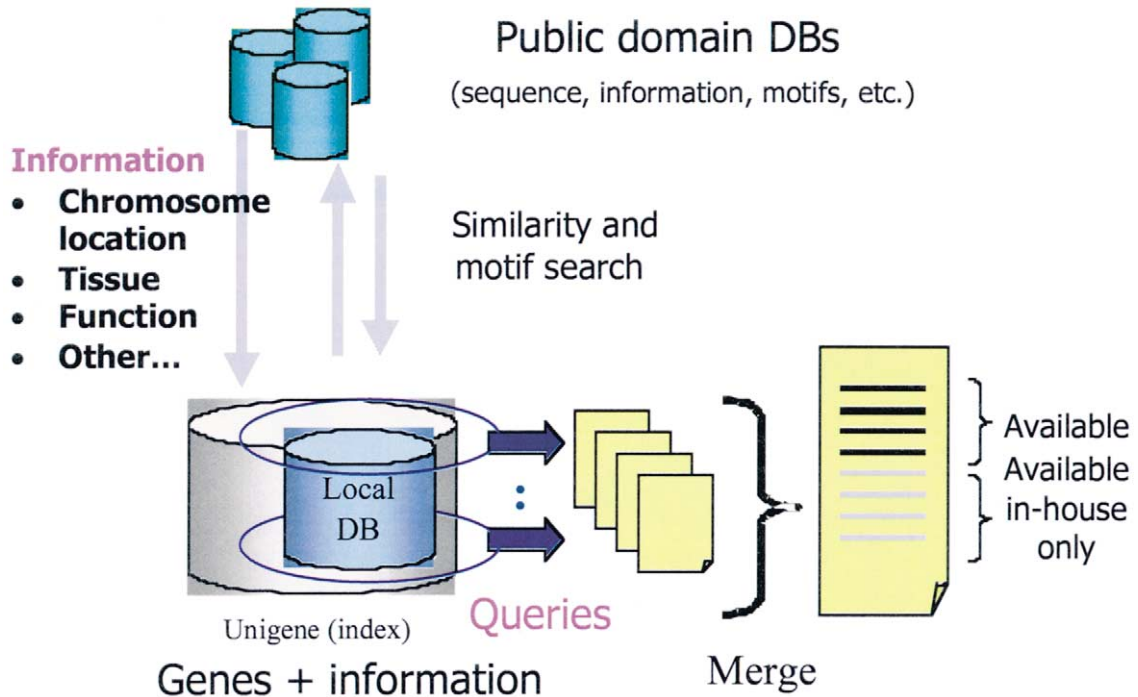 Public domain DBs
(sequence, information, motifs, etc.)
Information
• Chromosome
location
• Tissue
• Function
• Other...
Similarity and
motif search
Local
DB
:
Unigene (index)
Genes + information
Queries
Merge
Available
Available
in-house
only